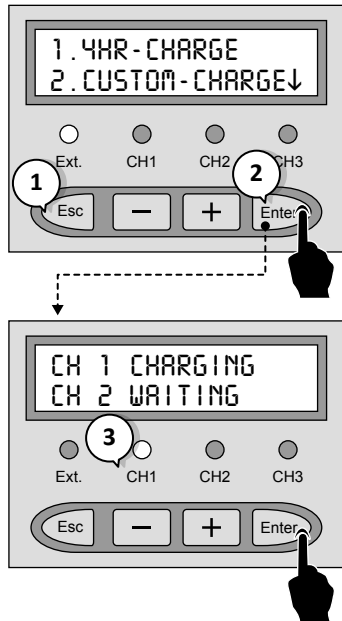 1.4HR-CHARGE
2.CUSTOM-CHARGE↓
Ext. CH1 CH2 CH3
1 2
Esc − + Enter
CH 1 CHARGING
CH 2 WAITING
3
Ext. CH1 CH2 CH3
Esc − + Enter